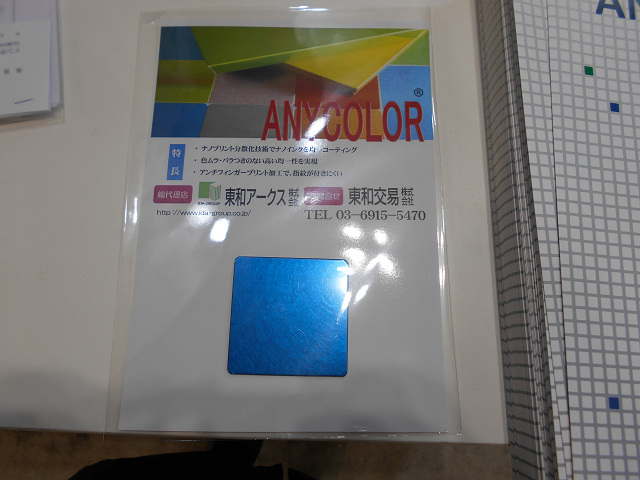 ANYCOLOR®
特長
・ナノプリント分散化技術でナノインクを均一コーティング
・色ムラ・バラつきのない高い均一性を実現
・アンチフィンガープリント加工で、指紋が付きにくい
総代理店 IDA-GROUP 東和アークス株式会社 東和交易株式会社
http://www.ida-group.co.jp/ TEL 03-6915-5470
AN